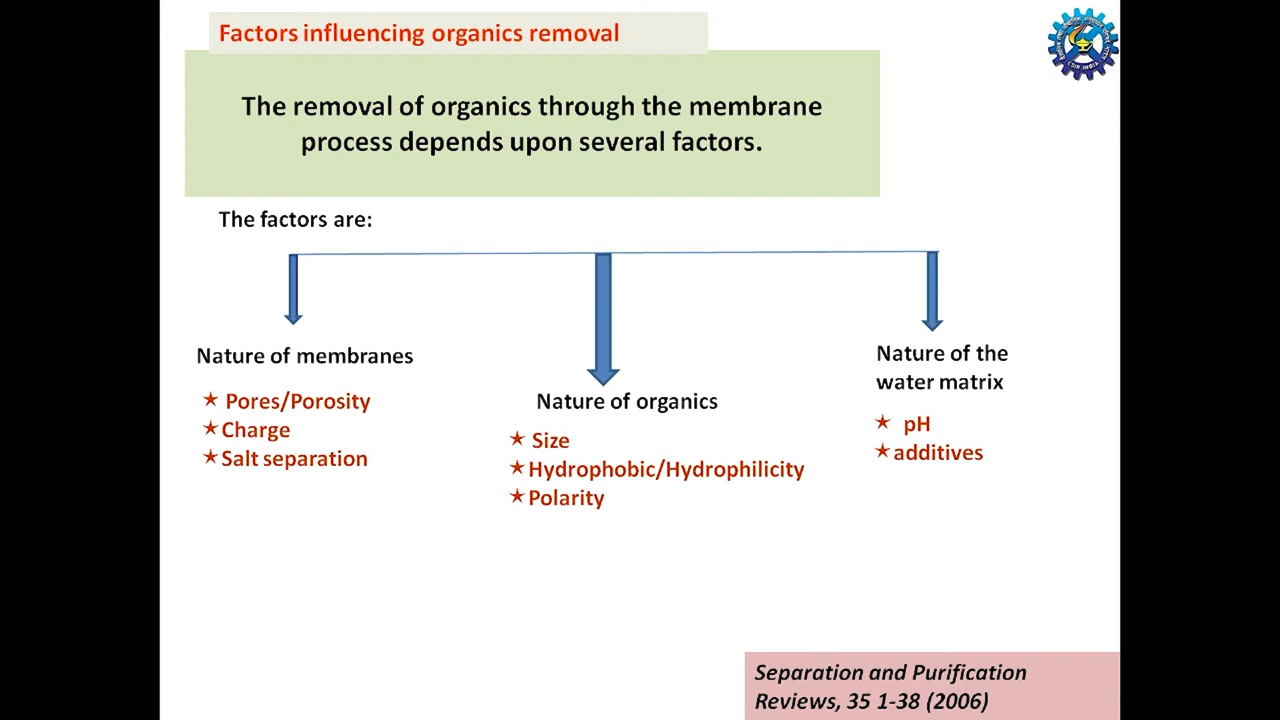 Factors influencing organics removal
The removal of organics through the membrane
process depends upon several factors.
The factors are:
Nature of membranes
Pores/Porosity
Charge
Salt separation
Nature of organics
Size
Hydrophobic/Hydrophilicity
Polarity
Nature of the
water matrix
pH
additives
CSIR-INDIA
Separation and Purification
Reviews, 35 1-38 (2006)